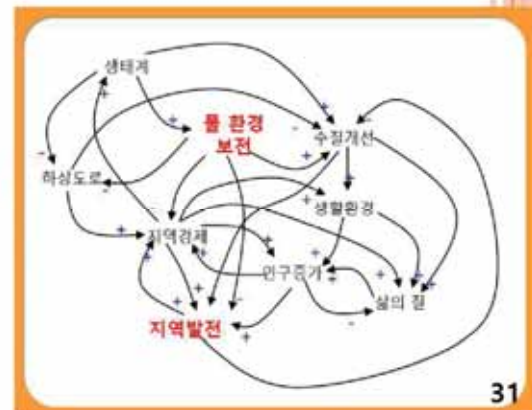 생태계
물 환경
보전
수질개선
하상도로
생활환경
지역경제
인구증가
삶의 질
지역발전
31